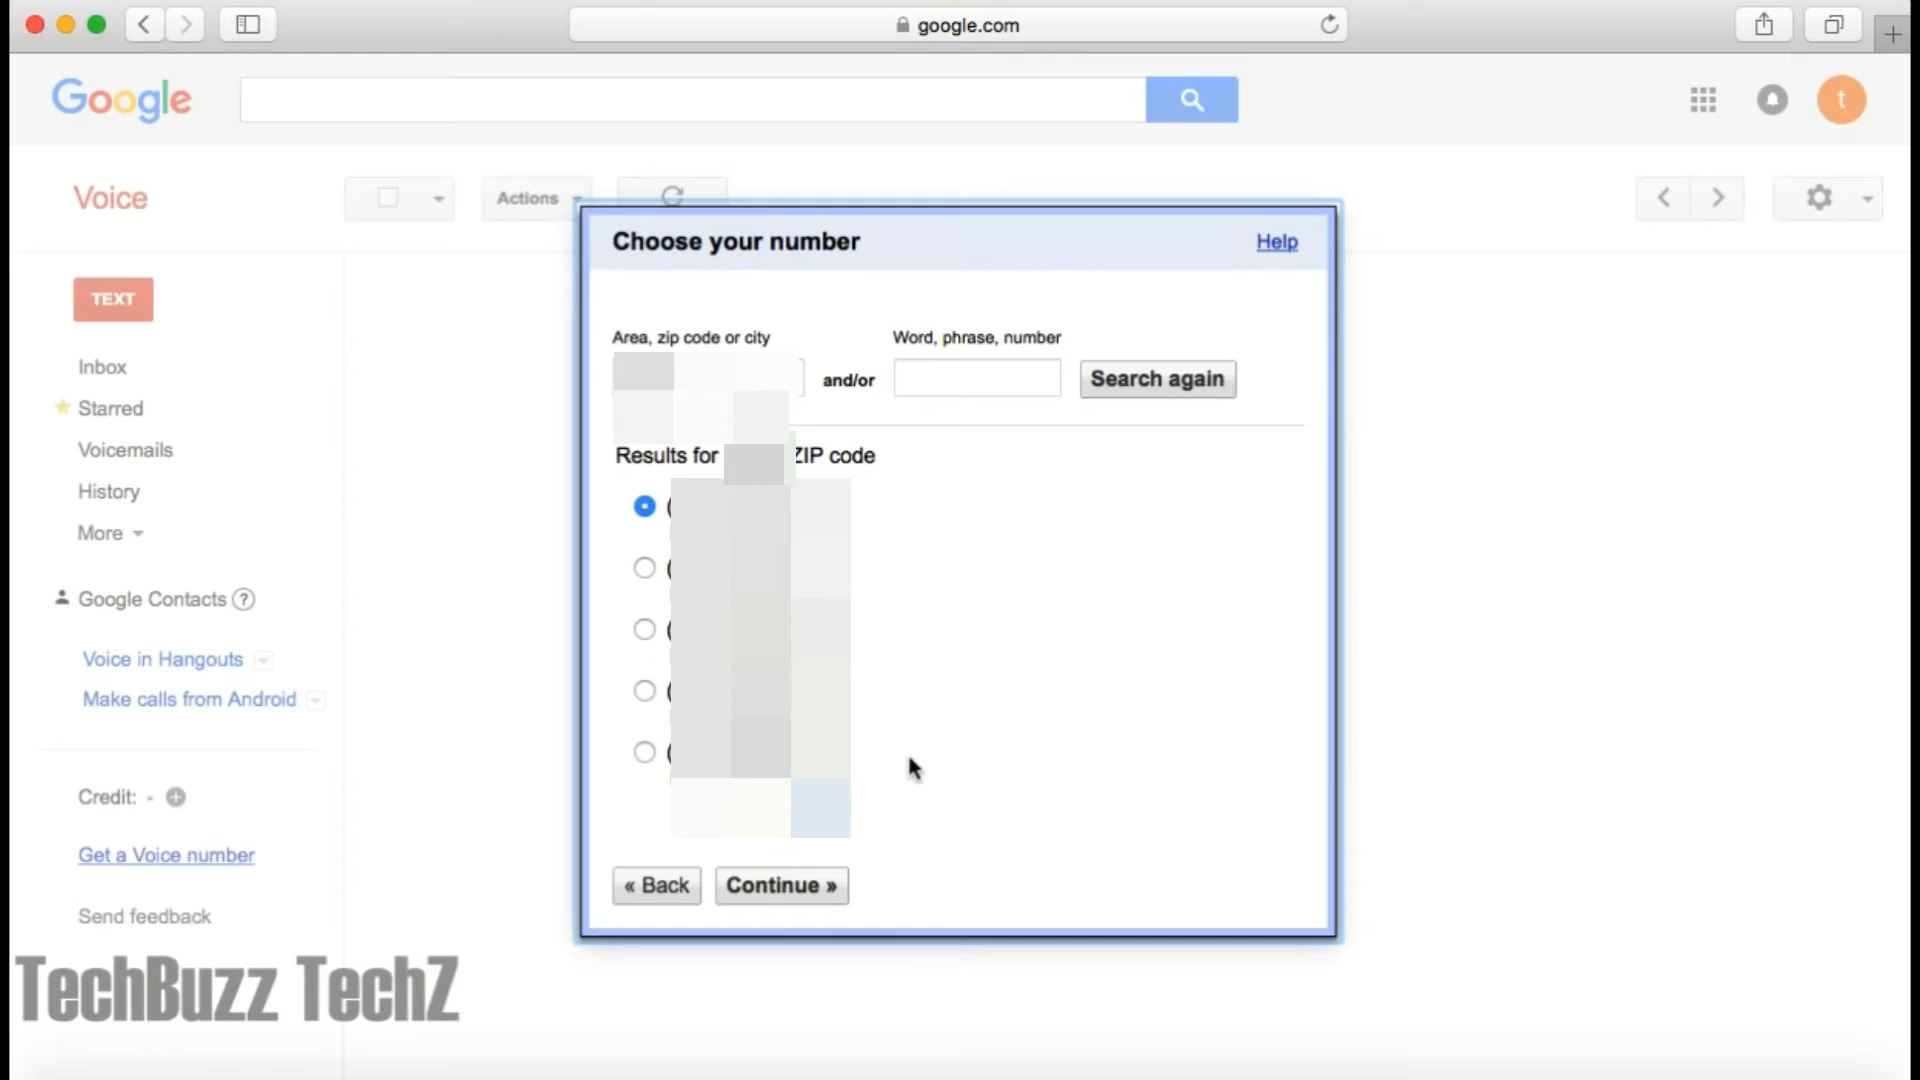 google.com
Google
t
Voice
Actions
Choose your number
Help
TEXT
Area, zip code or city
Word, phrase, number
Inbox
and/or
Search again
Starred
Voicemails
Results for
ZIP code
History
(
More
(
Google Contacts ?
(
Voice in Hangouts
Make calls from Android
(
(
Credit: -
Get a Voice number
« Back
Continue »
Send feedback
TechBuzz TechZ